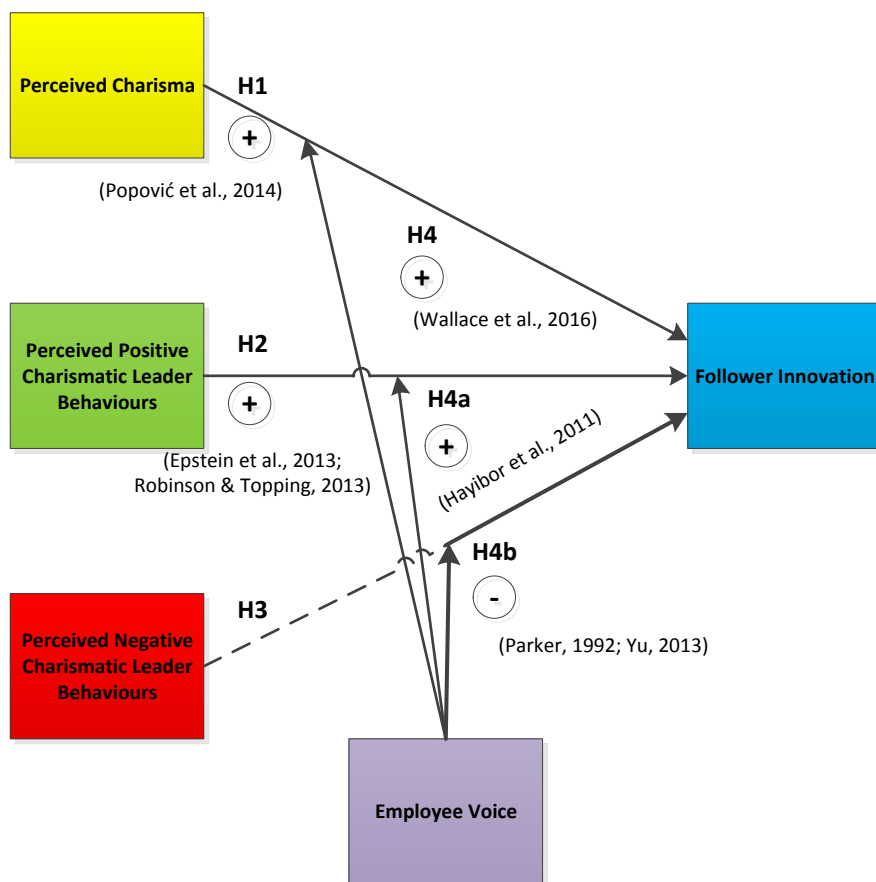 Perceived Charisma
H1
+
(Popović et al., 2014)
H4
+
(Wallace et al., 2016)
Perceived Positive
Charismatic Leader
Behaviours
H2
+
(Epstein et al., 2013;
Robinson & Topping, 2013)
H4a
+
(Hayibor et al., 2011)
Follower Innovation
H4b
-
(Parker, 1992; Yu, 2013)
H3
Perceived Negative
Charismatic Leader
Behaviours
Employee Voice